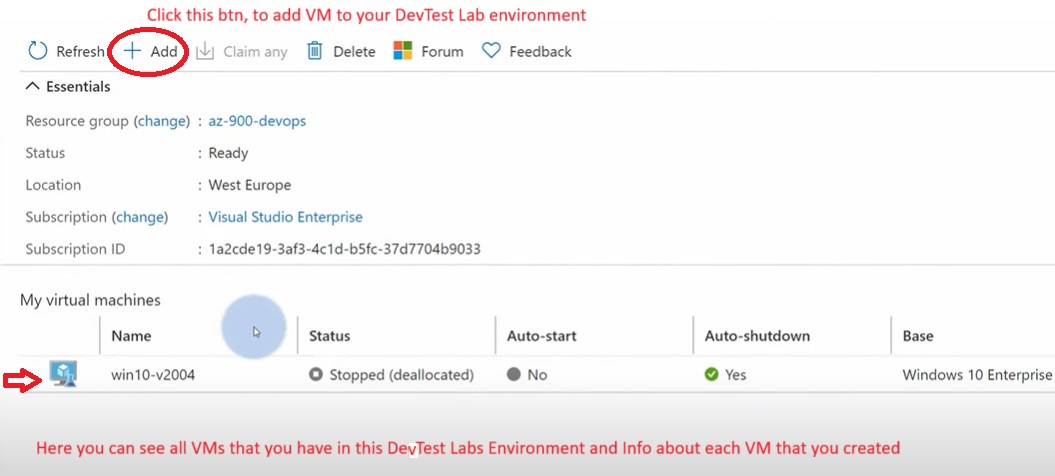 Click this btn, to add VM to your DevTest Lab environment
Refresh Add Claim any Delete Forum Feedback
Essentials
Resource group (change) : az-900-devops
Status : Ready
Location : West Europe
Subscription (change) : Visual Studio Enterprise
Subscription ID : 1a2cde19-3af3-4c1d-b5fc-37d7704b9033
My virtual machines
Name Status Auto-start Auto-shutdown Base
win10-v2004 Stopped (deallocated) No Yes Windows 10 Enterprise
Here you can see all VMs that you have in this DevTest Labs Environment and Info about each VM that you created